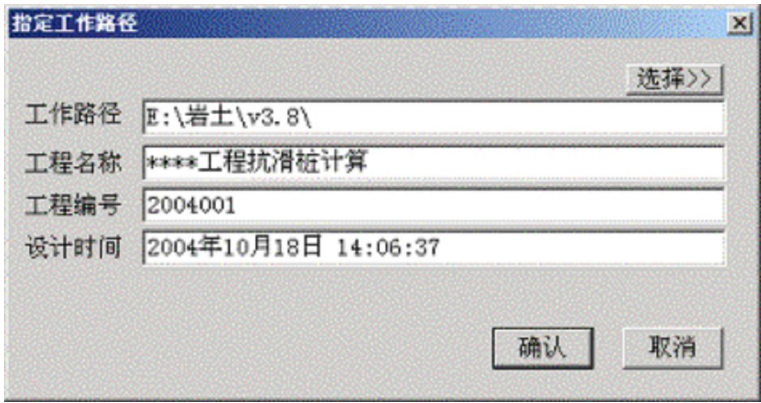 指定工作路径
选择>>
工作路径 E:\岩土\v3.8\
工程名称 ****工程抗滑桩计算
工程编号 2004001
设计时间 2004年10月18日 14:06:37
确认 取消